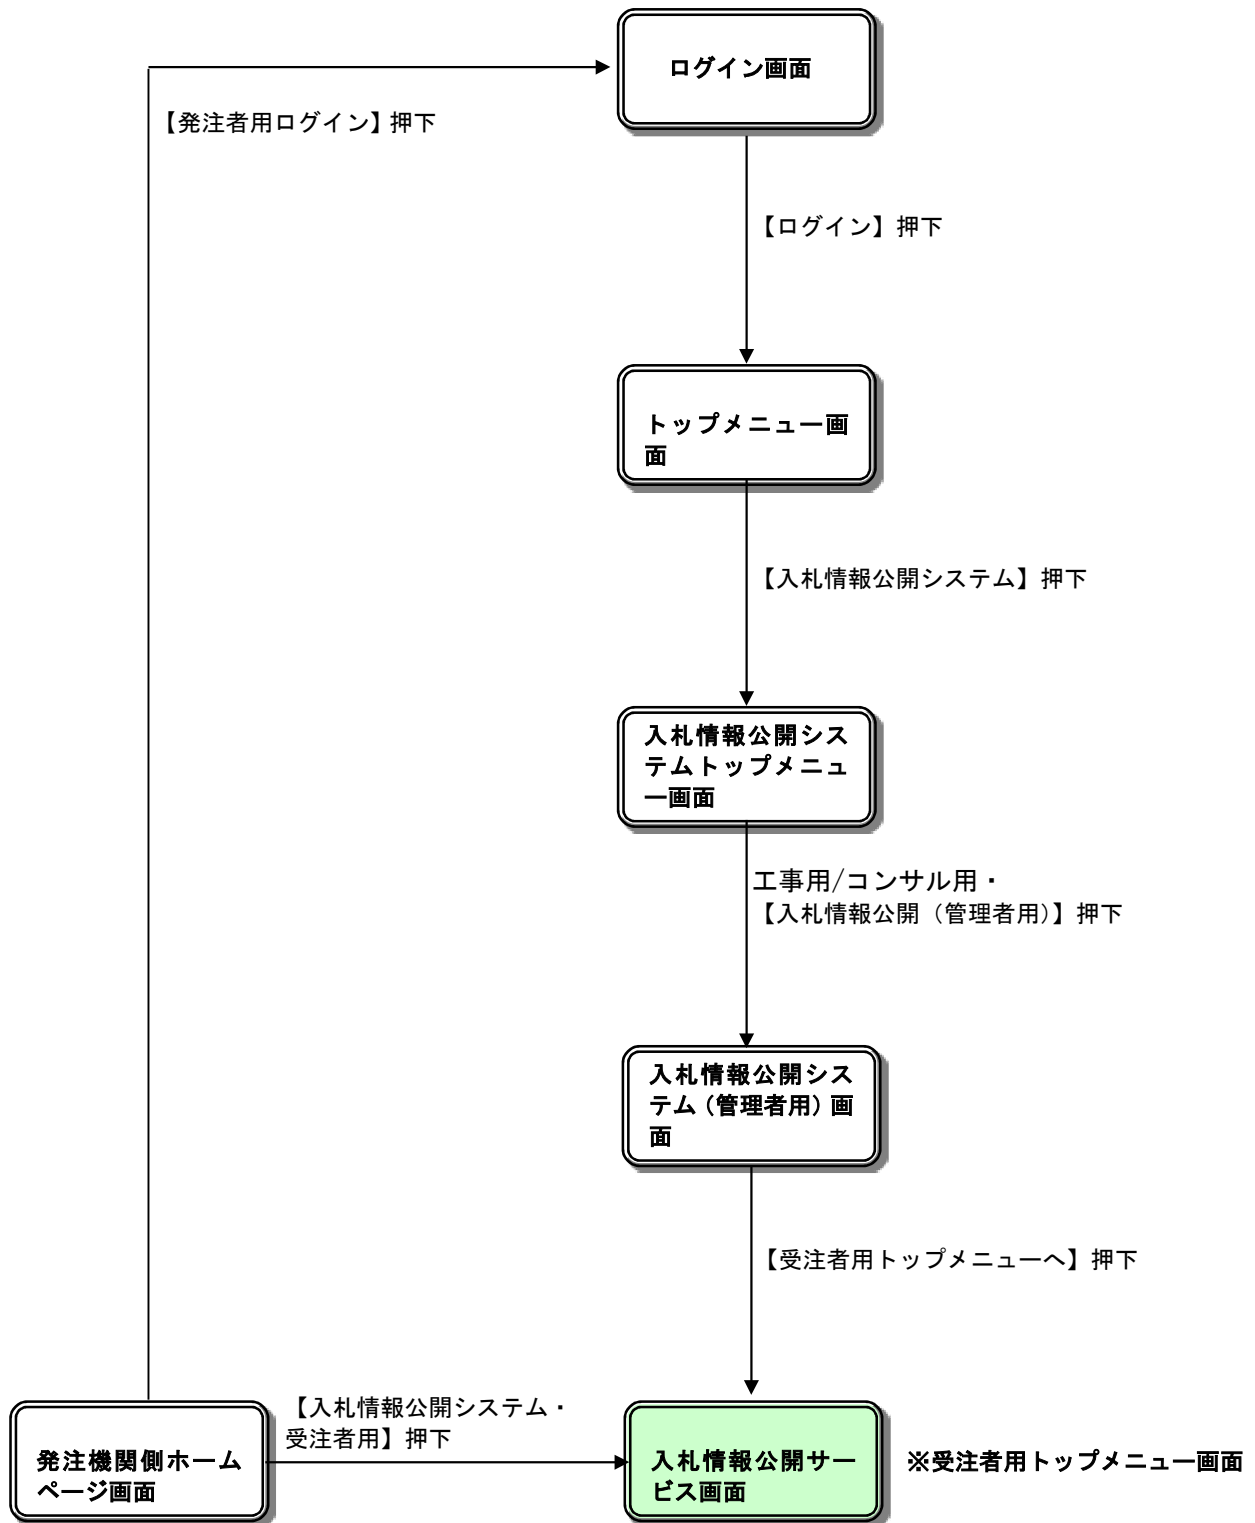 ログイン画面
【発注者用ログイン】押下
【ログイン】押下
トップメニュー画
面
【入札情報公開システム】押下
入札情報公開シス
テムトップメニュ
ー画面
工事用/コンサル用・
【入札情報公開（管理者用）】押下
入札情報公開シス
テム（管理者用）画
面
【受注者用トップメニューへ】押下
【入札情報公開システム・
受注者用】押下
発注機関側ホーム
ページ画面
入札情報公開サー
ビス画面
※受注者用トップメニュー画面